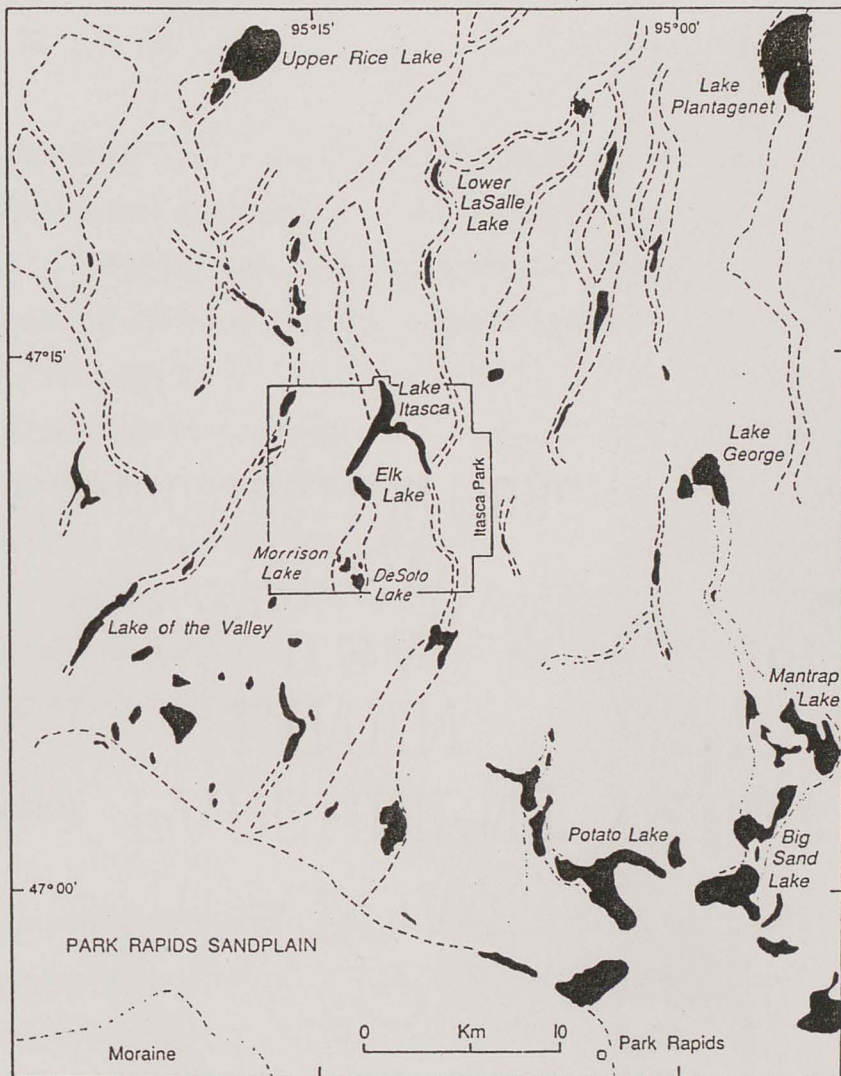 95°15'
95°00'
Upper Rice Lake
Lake
Plantagenet
Lower
LaSalle
Lake
47°15'
Lake
Itasca
Lake
George
Elk
Lake
Itasca Park
Morrison
Lake
DeSoto
Lake
Lake of the Valley
Mantrap
Lake
Potato Lake
Big
Sand
Lake
47°00'
PARK RAPIDS SANDPLAIN
0 Km 10
Park Rapids
Moraine